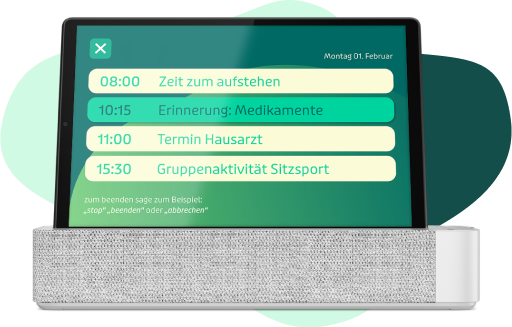 Montag 01. Februar
08:00 Zeit zum aufstehen
10:15 Erinnerung: Medikamente
11:00 Termin Hausarzt
15:30 Gruppenaktivität Sitzsport
zum beenden sage zum Beispiel:
„stop“ „beenden“ oder „abbrechen“